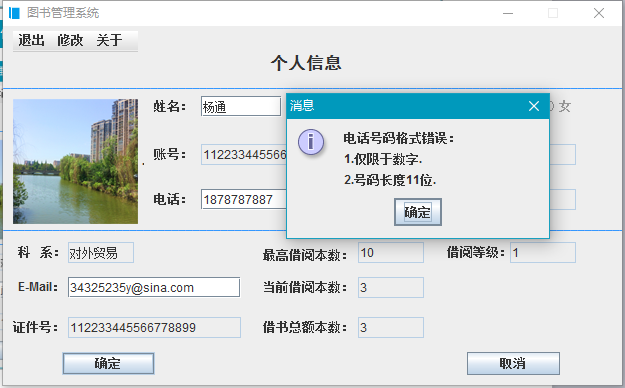 图书管理系统
退出 修改 关于
个人信息
姓名： 杨通
女
消息
电话号码格式错误：
1.仅限于数字.
2.号码长度11位.
确定
账号： 11223344556
电话： 1878787887
科 系： 对外贸易
最高借阅本数： 10
借阅等级： 1
E-Mail： 34325235y@sina.com
当前借阅本数： 3
证件号： 112233445566778899
借书总额本数： 3
确定
取消